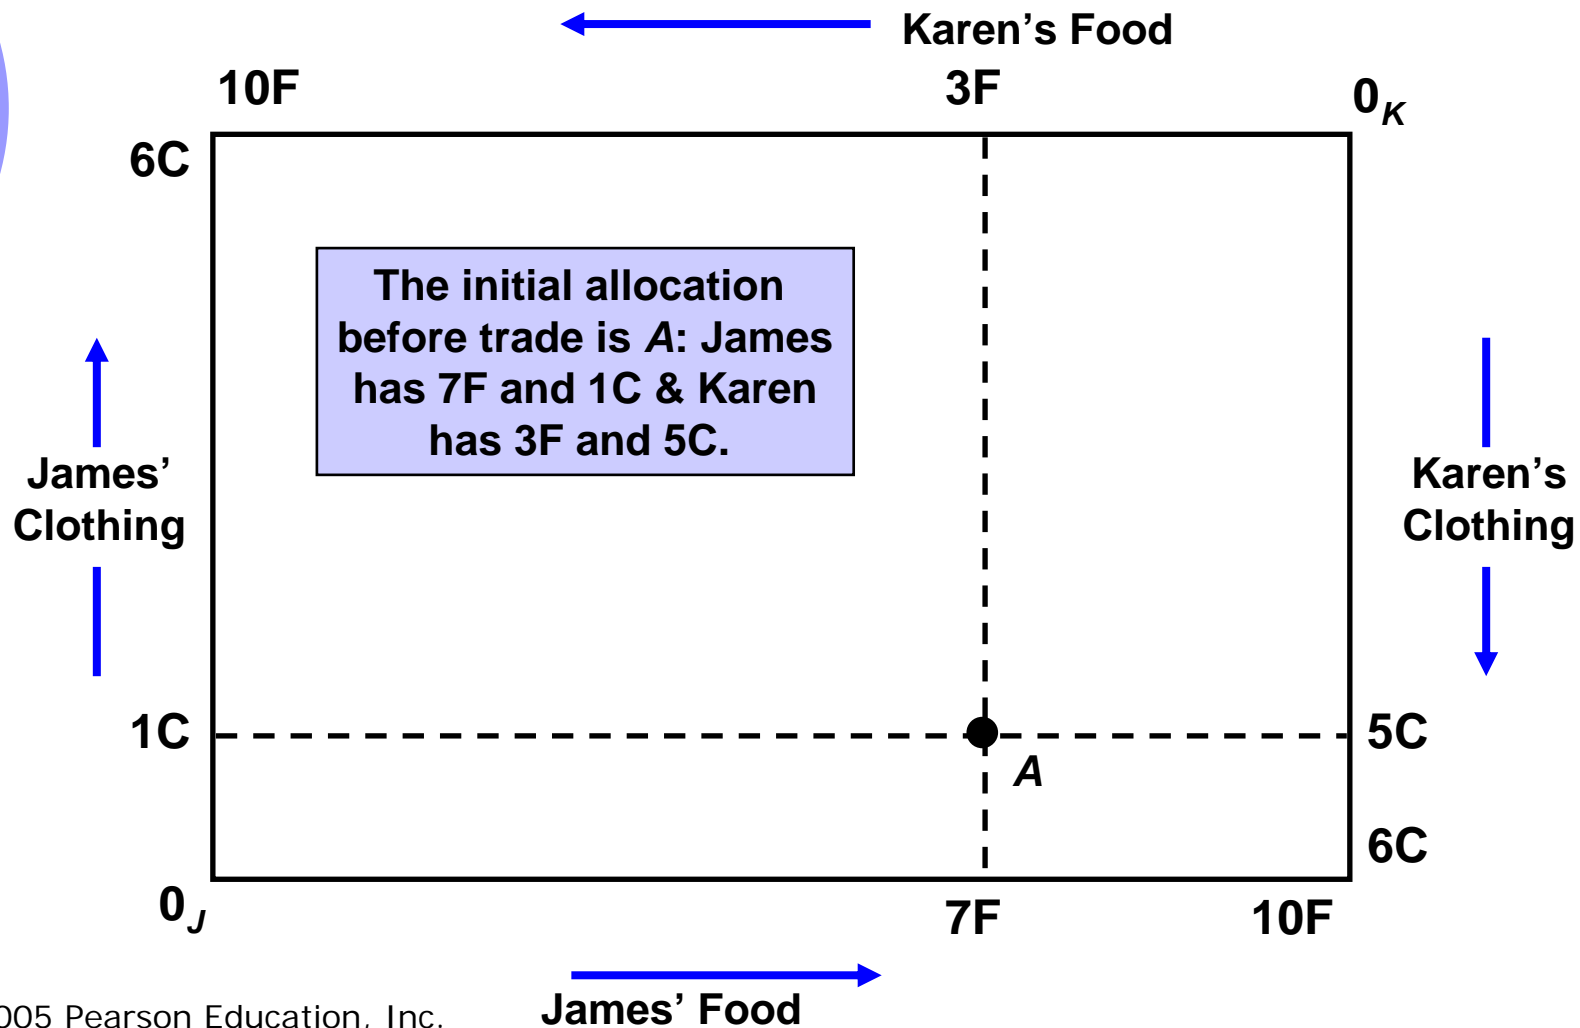 Karen’s Food
10F 3F 0K
6C
The initial allocation
before trade is A: James
has 7F and 1C & Karen
has 3F and 5C.
James’
Clothing
Karen’s
Clothing
1C 5C
A
6C
0J 7F 10F
James’ Food
005 Pearson Education, Inc.